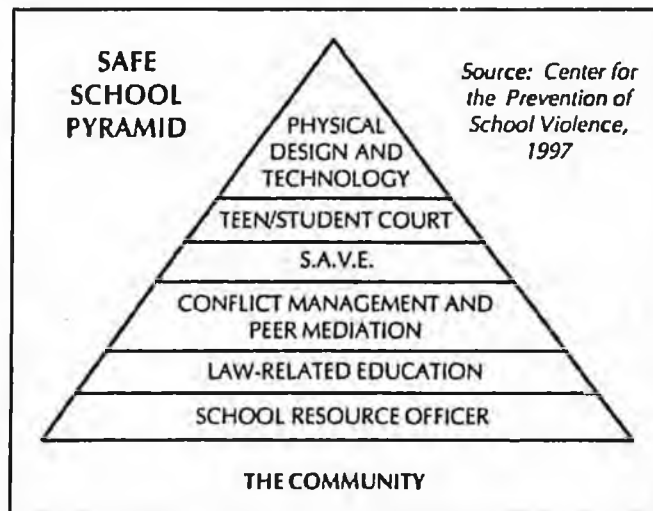 SAFE
SCHOOL
PYRAMID
Source: Center for
the Prevention of
School Violence,
1997
PHYSICAL
DESIGN AND
TECHNOLOGY
TEEN/STUDENT COURT
S.A.V.E.
CONFLICT MANAGEMENT AND
PEER MEDIATION
LAW-RELATED EDUCATION
SCHOOL RESOURCE OFFICER
THE COMMUNITY